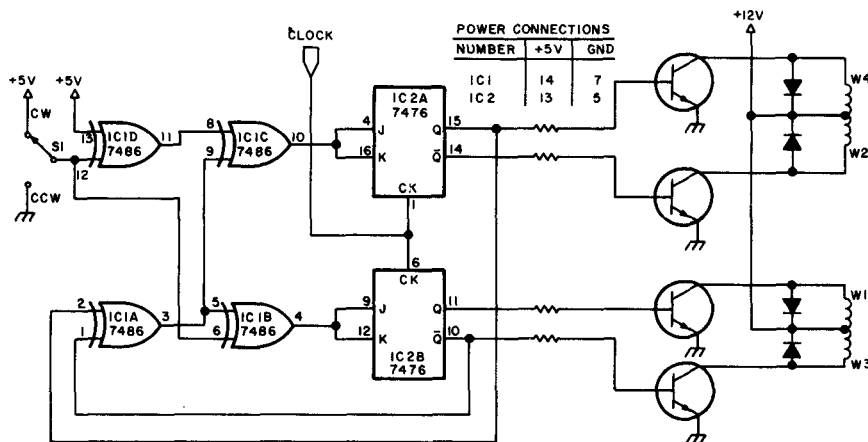 CLOCK
POWER CONNECTIONS
NUMBER +5V GND
IC1 14 7
IC2 13 5
+12V
+5V +5V
CW
S1
CCW
13
12
IC1D
7486
11
8
9
IC1C
7486
10
4
16
IC2A
7476
J
K
Q
Q̅
CK
15
14
1
W4
W2
2
1
IC1A
7486
3
5
6
IC1B
7486
4
9
12
6
CK
J
K
Q
Q̅
IC2B
7476
11
10
W1
W3